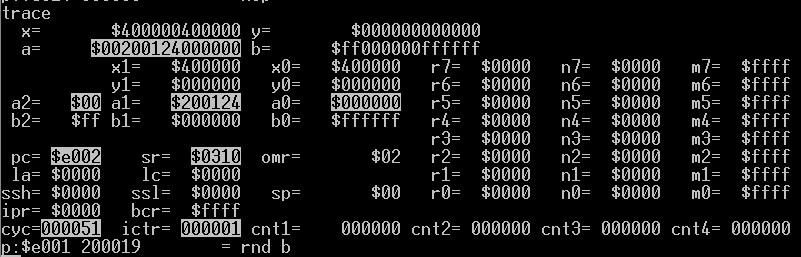 trace
x= $400000400000 y= $000000000000
a= $00200124000000 b= $ff000000ffffff
x1= $400000 x0= $400000 r7= $0000 n7= $0000 m7= $ffff
y1= $000000 y0= $000000 r6= $0000 n6= $0000 m6= $ffff
a2= $00 a1= $200124 a0= $000000 r5= $0000 n5= $0000 m5= $ffff
b2= $ff b1= $000000 b0= $ffffff r4= $0000 n4= $0000 m4= $ffff
r3= $0000 n3= $0000 m3= $ffff
pc= $e002 sr= $0310 omr= $02 r2= $0000 n2= $0000 m2= $ffff
la= $0000 lc= $0000 r1= $0000 n1= $0000 m1= $ffff
ssh= $0000 ssl= $0000 sp= $00 r0= $0000 n0= $0000 m0= $ffff
ipr= $0000 bcr= $ffff
cyc=000051 ictr= 000001 cnt1= 000000 cnt2= 000000 cnt3= 000000 cnt4= 000000
p:$e001 200019 = rnd b